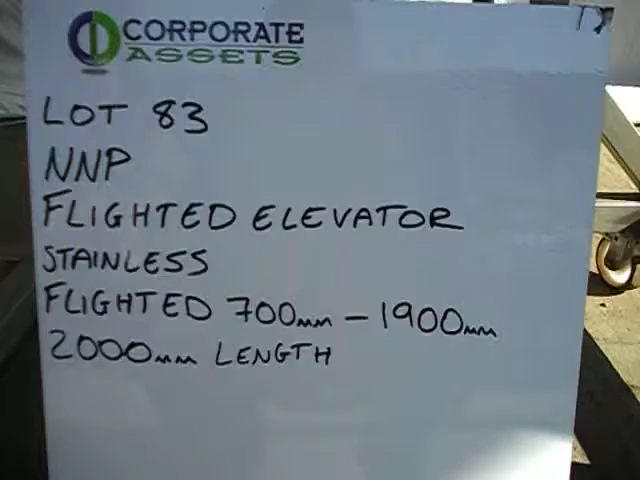 CORPORATE
ASSETS
LOT 83
NNP
FLIGHTED ELEVATOR
STAINLESS
FLIGHTED 700mm - 1900mm
2000mm LENGTH